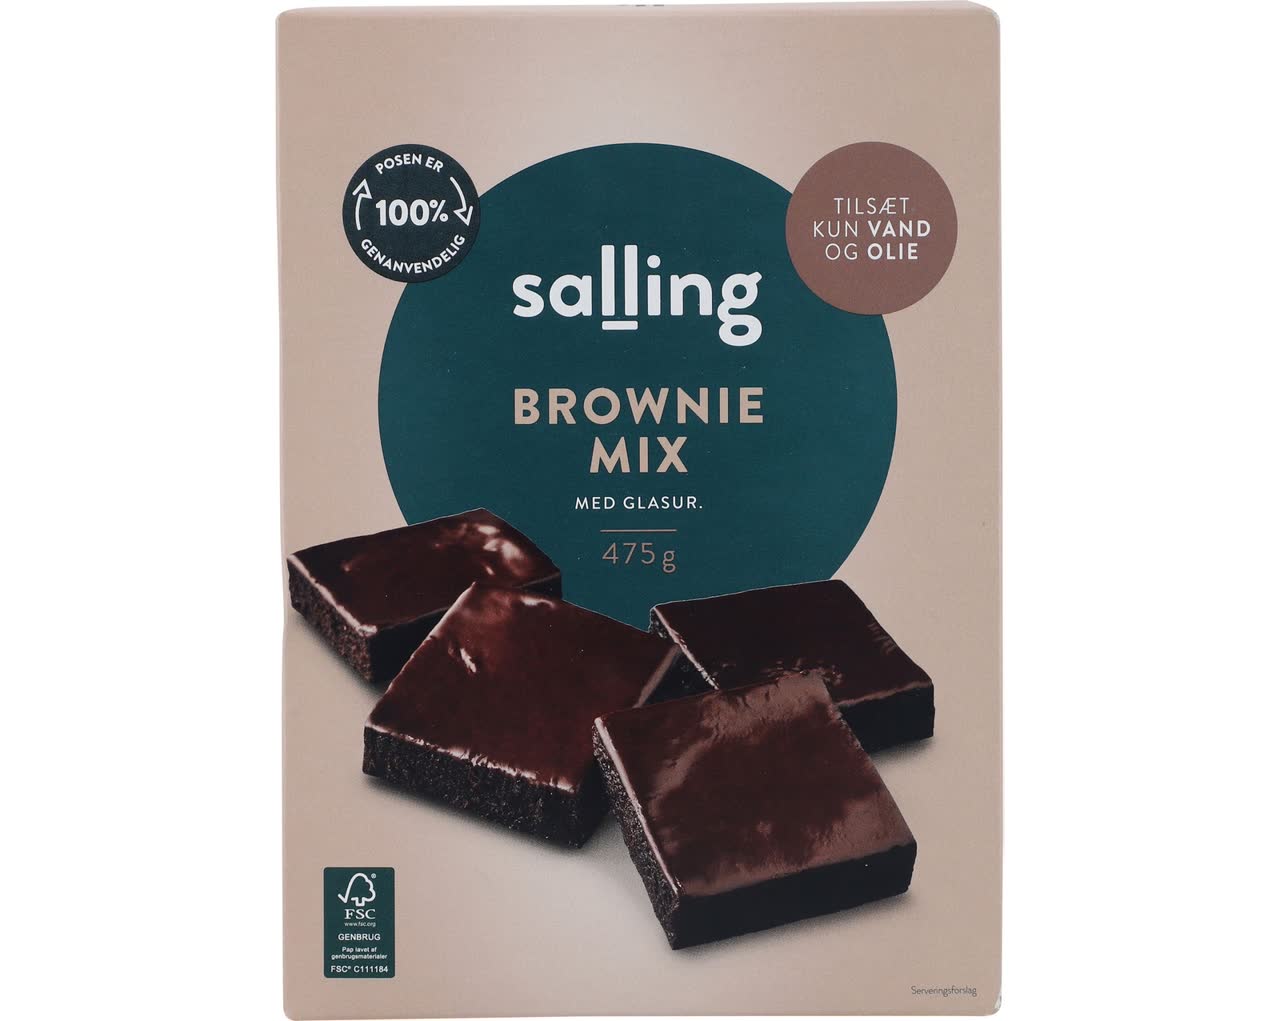 POSEN ER
100%
GENANVENDELIG
TILSÆT
KUN VAND
OG OLIE
salling
BROWNIE
MIX
MED GLASUR.
475 g
FSC
www.fsc.org
GENBRUG
Pap lavet af
genbrugsmaterialer
FSC® C111184
Serveringsforslag